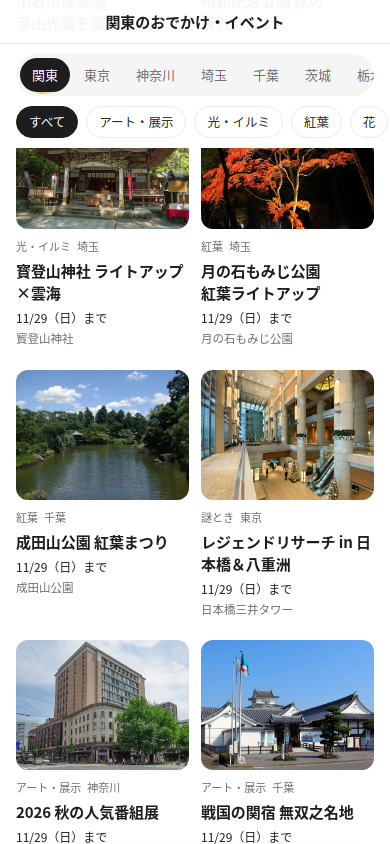 関東のおでかけ・イベント
関東 東京 神奈川 埼玉 千葉 茨城
すべて アート・展示 光・イルミ 紅葉 花
光・イルミ 埼玉
寳登山神社 ライトアップ
×雲海
11/29（日）まで
寳登山神社
紅葉 埼玉
月の石もみじ公園
紅葉ライトアップ
11/29（日）まで
月の石もみじ公園
紅葉 千葉
成田山公園 紅葉まつり
11/29（日）まで
成田山公園
謎とき 東京
レジェンドリサーチ in 日
本橋＆八重洲
11/29（日）まで
日本橋三井タワー
アート・展示 神奈川
2026 秋の人気番組展
11/29（日）まで
アート・展示 千葉
戦国の関宿 無双之名地
11/29（日）まで